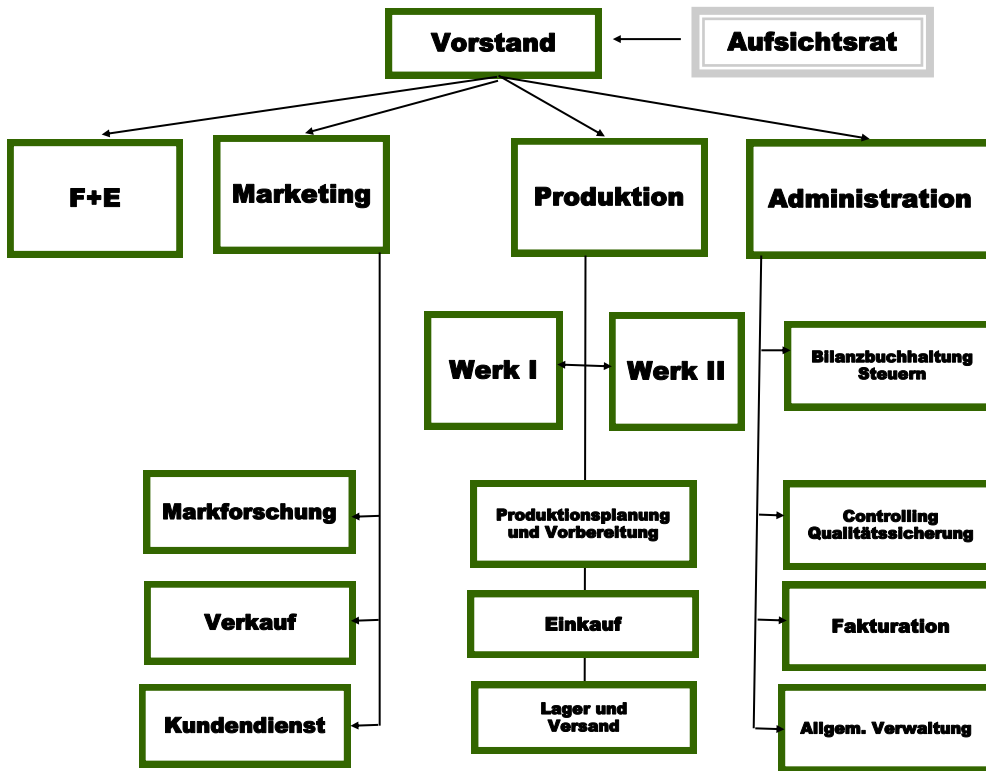 Vorstand
Aufsichtsrat
F+E
Marketing
Produktion
Administration
Werk I
Werk II
Bilanzbuchhaltung
Steuern
Markforschung
Produktionsplanung
und Vorbereitung
Controlling
Qualitätssicherung
Verkauf
Einkauf
Fakturation
Kundendienst
Lager und
Versand
Allgem. Verwaltung